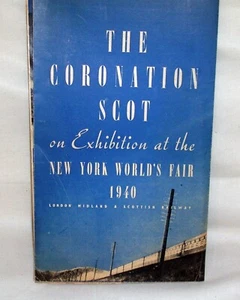 THE
CORONATION
SCOT
on Exhibition at the
NEW YORK WORLD'S FAIR
1940
LONDON MIDLAND & SCOTTISH RAILWAY